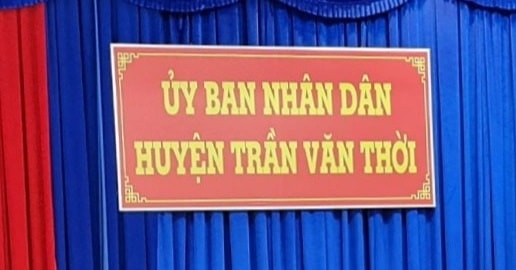 ỦY BAN NHÂN DÂN
HUYỆN TRẦN VĂN THỜI